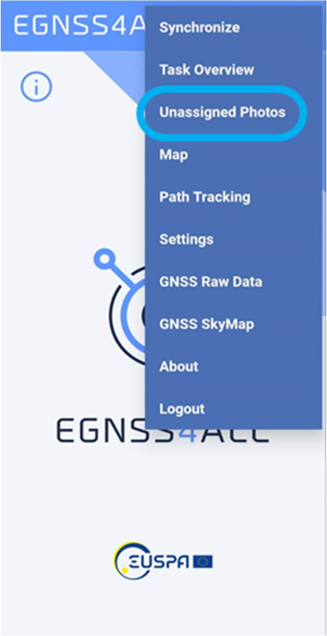 EGNSS4A
Synchronize
Task Overview
Unassigned Photos
Map
Path Tracking
Settings
GNSS Raw Data
GNSS SkyMap
About
Logout
EGNSS4ALL
EUSPA